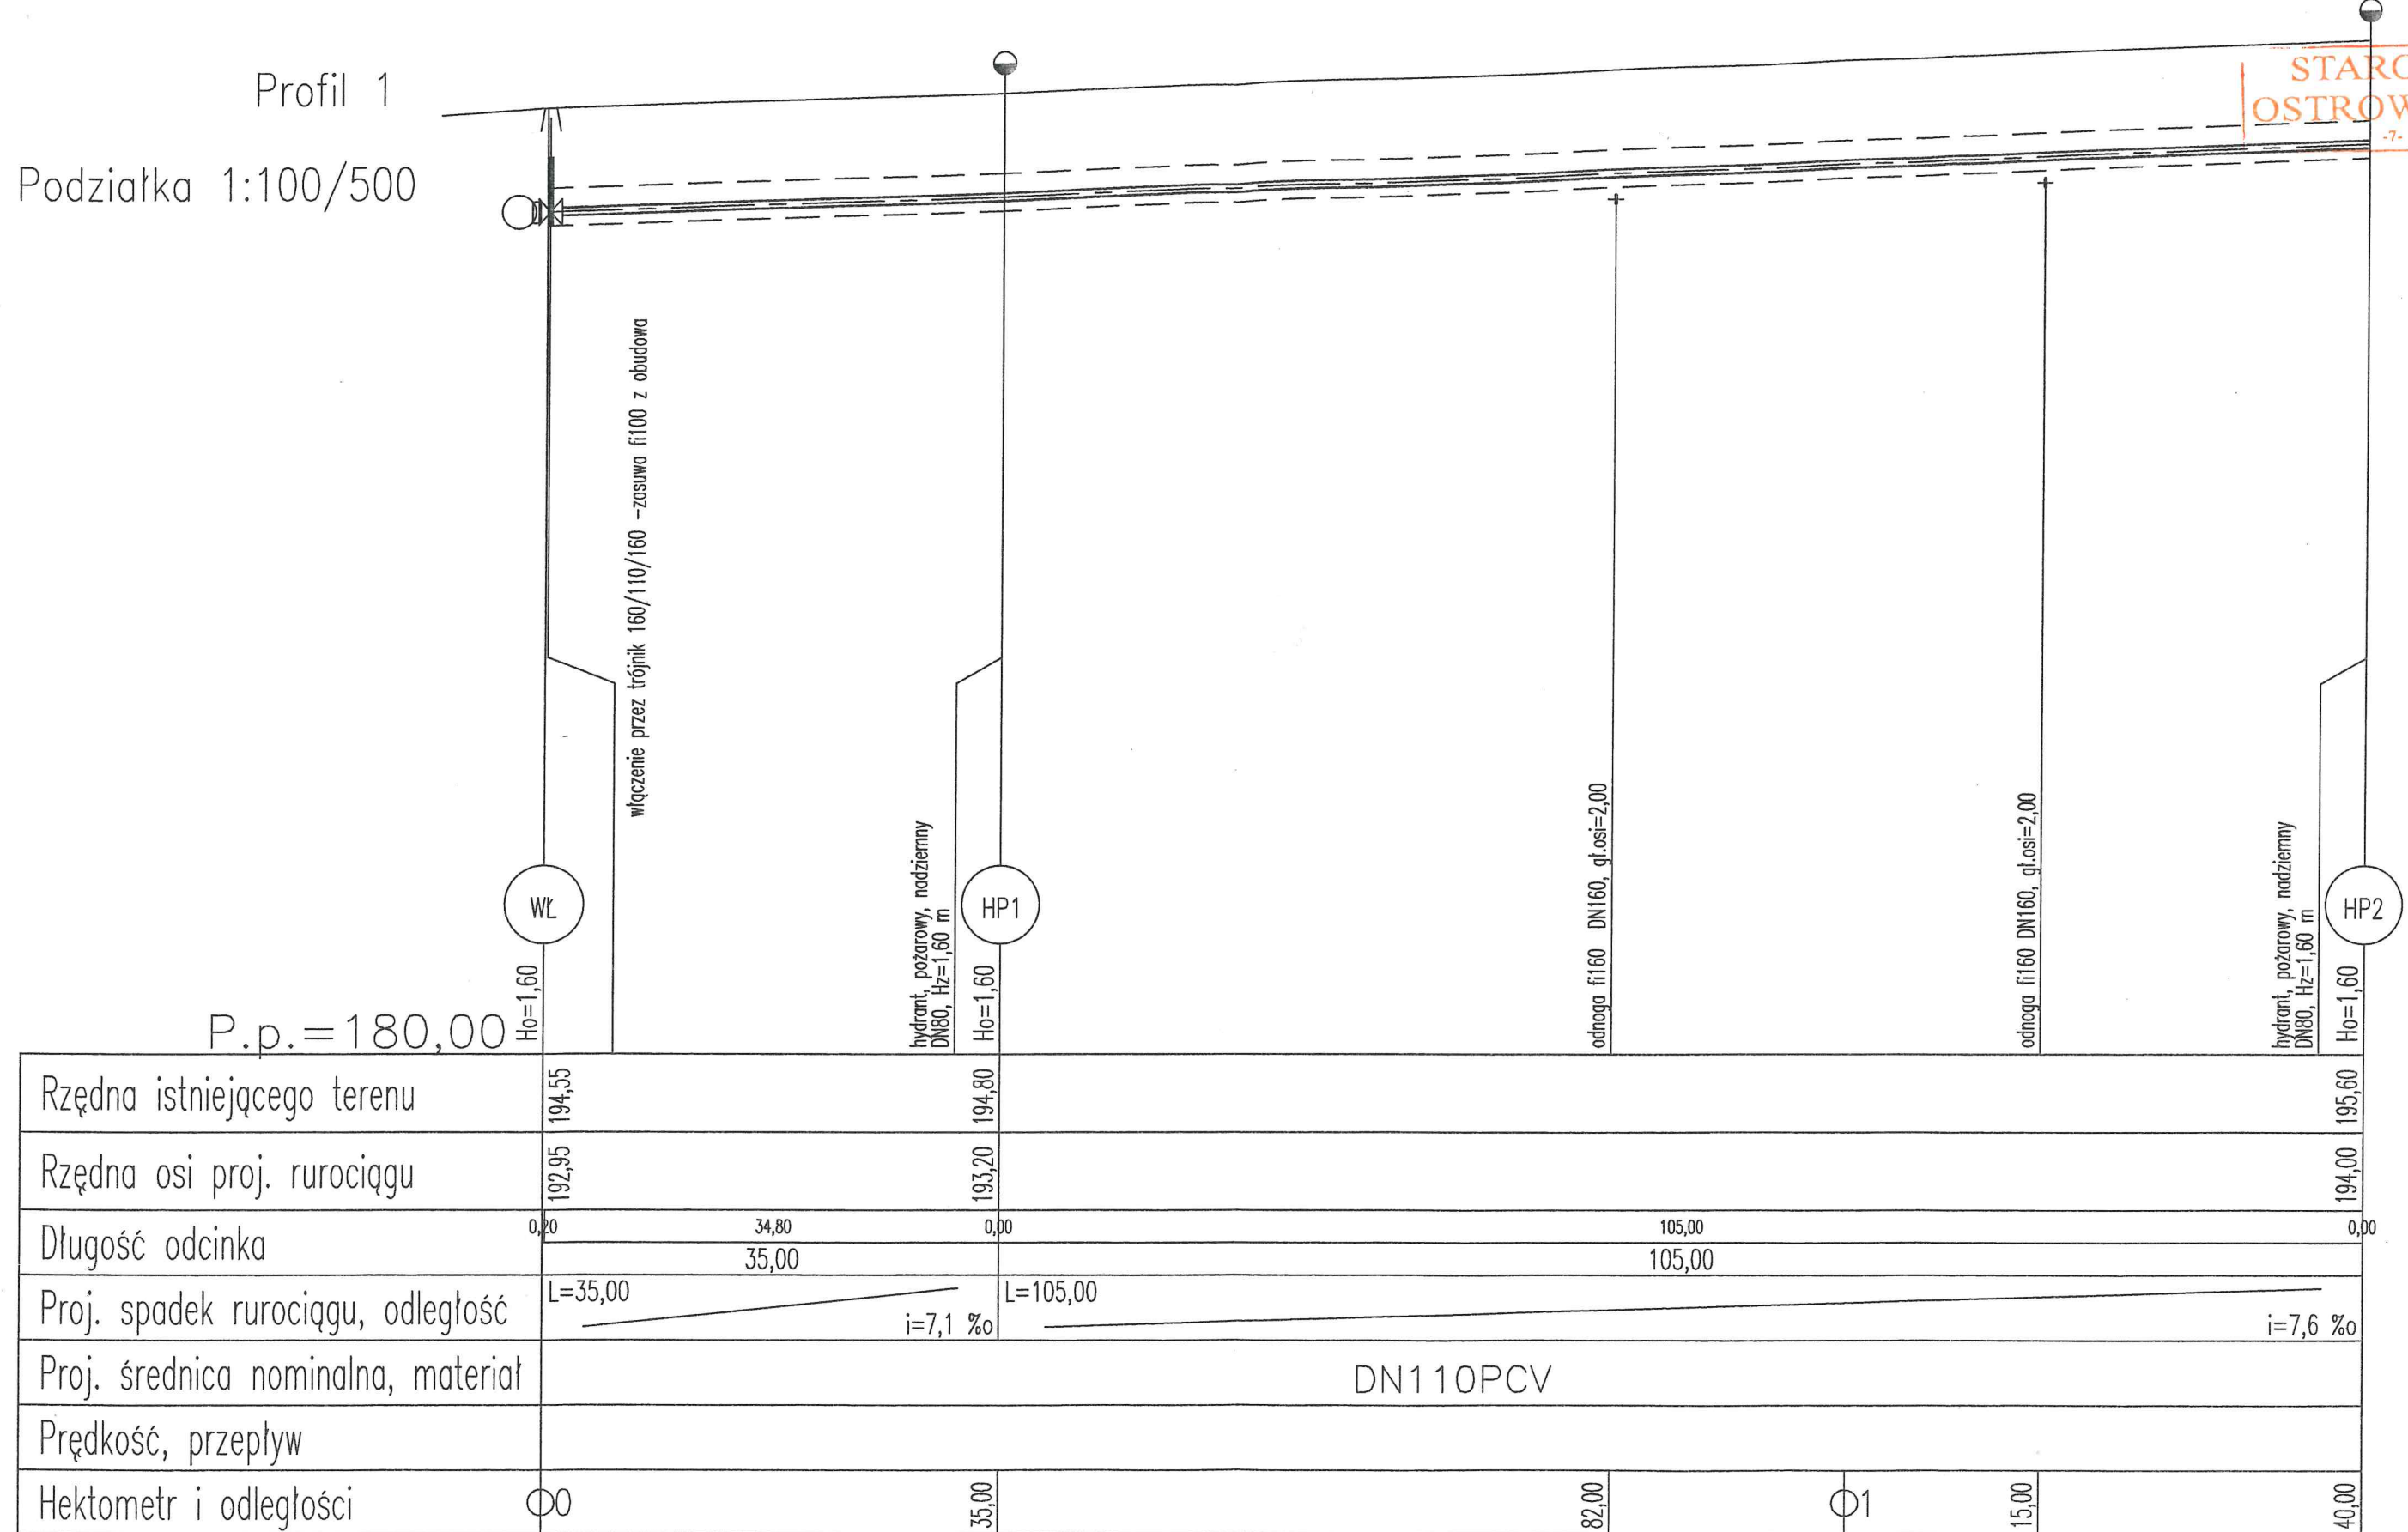 Profil 1
Podziałka 1:100/500
STARO
OSTROW
-7-
włączenie przez trójnik 160/110/160 -zasuwa fi100 z obudowa
hydrant, pożarowy, nadziemny
DN80, Hz=1,60 m
odnoga fi160 DN160, gł.osi=2,00
odnoga fi160 DN160, gł.osi=2,00
hydrant, pożarowy, nadziemny
DN80, Hz=1,60 m
WŁ
HP1
HP2
Ho=1,60
Ho=1,60
Ho=1,60
P.p.=180,00
Rzędna istniejącego terenu
194,55
194,80
195,60
Rzędna osi proj. rurociągu
192,95
193,20
194,00
Długość odcinka
0,20 34,80 0,00 105,00 0,00
35,00 105,00
Proj. spadek rurociągu, odległość
L=35,00
i=7,1 ‰
L=105,00
i=7,6 ‰
Proj. średnica nominalna, materiał
DN110PCV
Prędkość, przepływ
Hektometr i odległości
0
35,00
82,00
1
15,00
40,00